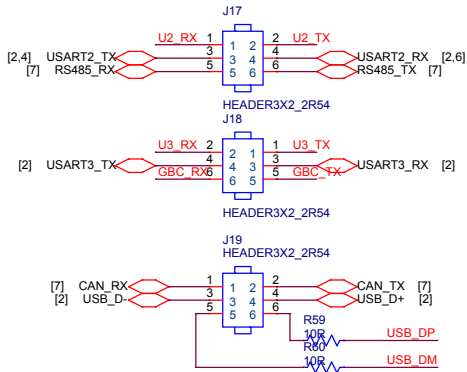 J17
U2_RX 1 1 2 2 U2_TX
[2,4] USART2_TX 3 3 4 4 USART2_RX [2,6]
[7] RS485_RX 5 5 6 6 RS485_TX [7]
HEADER3X2_2R54
J18
U3_RX 2 2 1 1 U3_TX
[2] USART3_TX 4 4 3 3 USART3_RX [2]
GBC_RX 6 6 5 5 GBC_TX
HEADER3X2_2R54
J19
HEADER3X2_2R54
[7] CAN_RX 1 1 2 2 CAN_TX [7]
[2] USB_D- 3 3 4 4 USB_D+ [2]
5 5 6 6
R59
10R USB_DP
R60
10R USB_DM